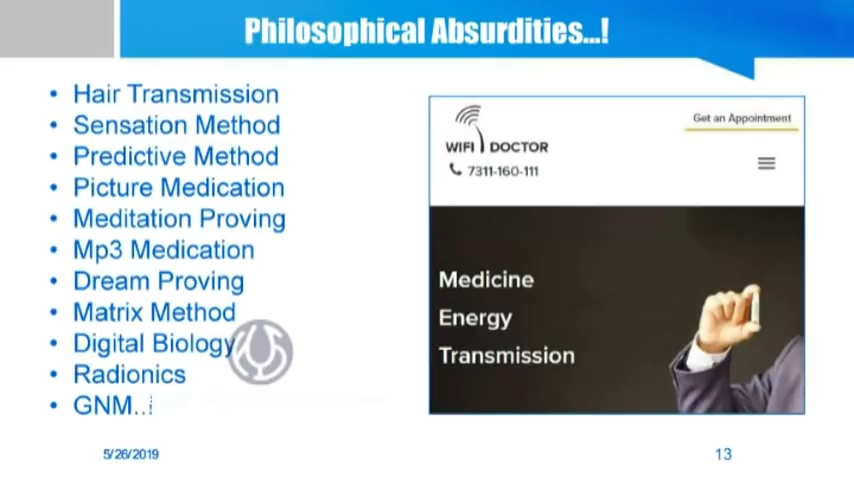 Philosophical Absurdities...!
• Hair Transmission
• Sensation Method
• Predictive Method
• Picture Medication
• Meditation Proving
• Mp3 Medication
• Dream Proving
• Matrix Method
• Digital Biology
• Radionics
• GNM..!
WIFI DOCTOR
7311-160-111
Get an Appointment
Medicine
Energy
Transmission
5/26/2019
13